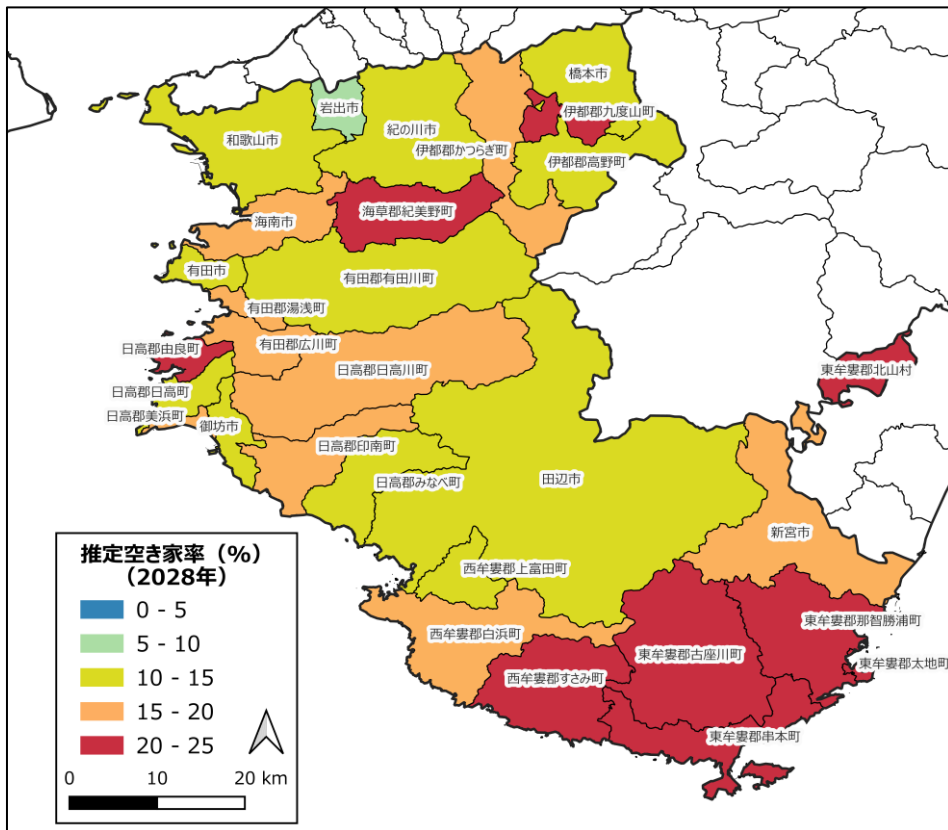 橋本市
岩出市
伊都郡九度山町
紀の川市
和歌山市
伊都郡かつらぎ町
伊都郡高野町
海草郡紀美野町
海南市
有田市
有田郡有田川町
有田郡湯浅町
有田郡広川町
日高郡由良町
東牟婁郡北山村
日高郡日高川町
日高郡日高町
日高郡美浜町
御坊市
日高郡印南町
日高郡みなべ町
田辺市
新宮市
西牟婁郡上富田町
東牟婁郡那智勝浦町
西牟婁郡白浜町
東牟婁郡古座川町
東牟婁郡太地町
西牟婁郡すさみ町
東牟婁郡串本町
推定空き家率（%）
（2028年）
0 - 5
5 - 10
10 - 15
15 - 20
20 - 25
0 10 20 km